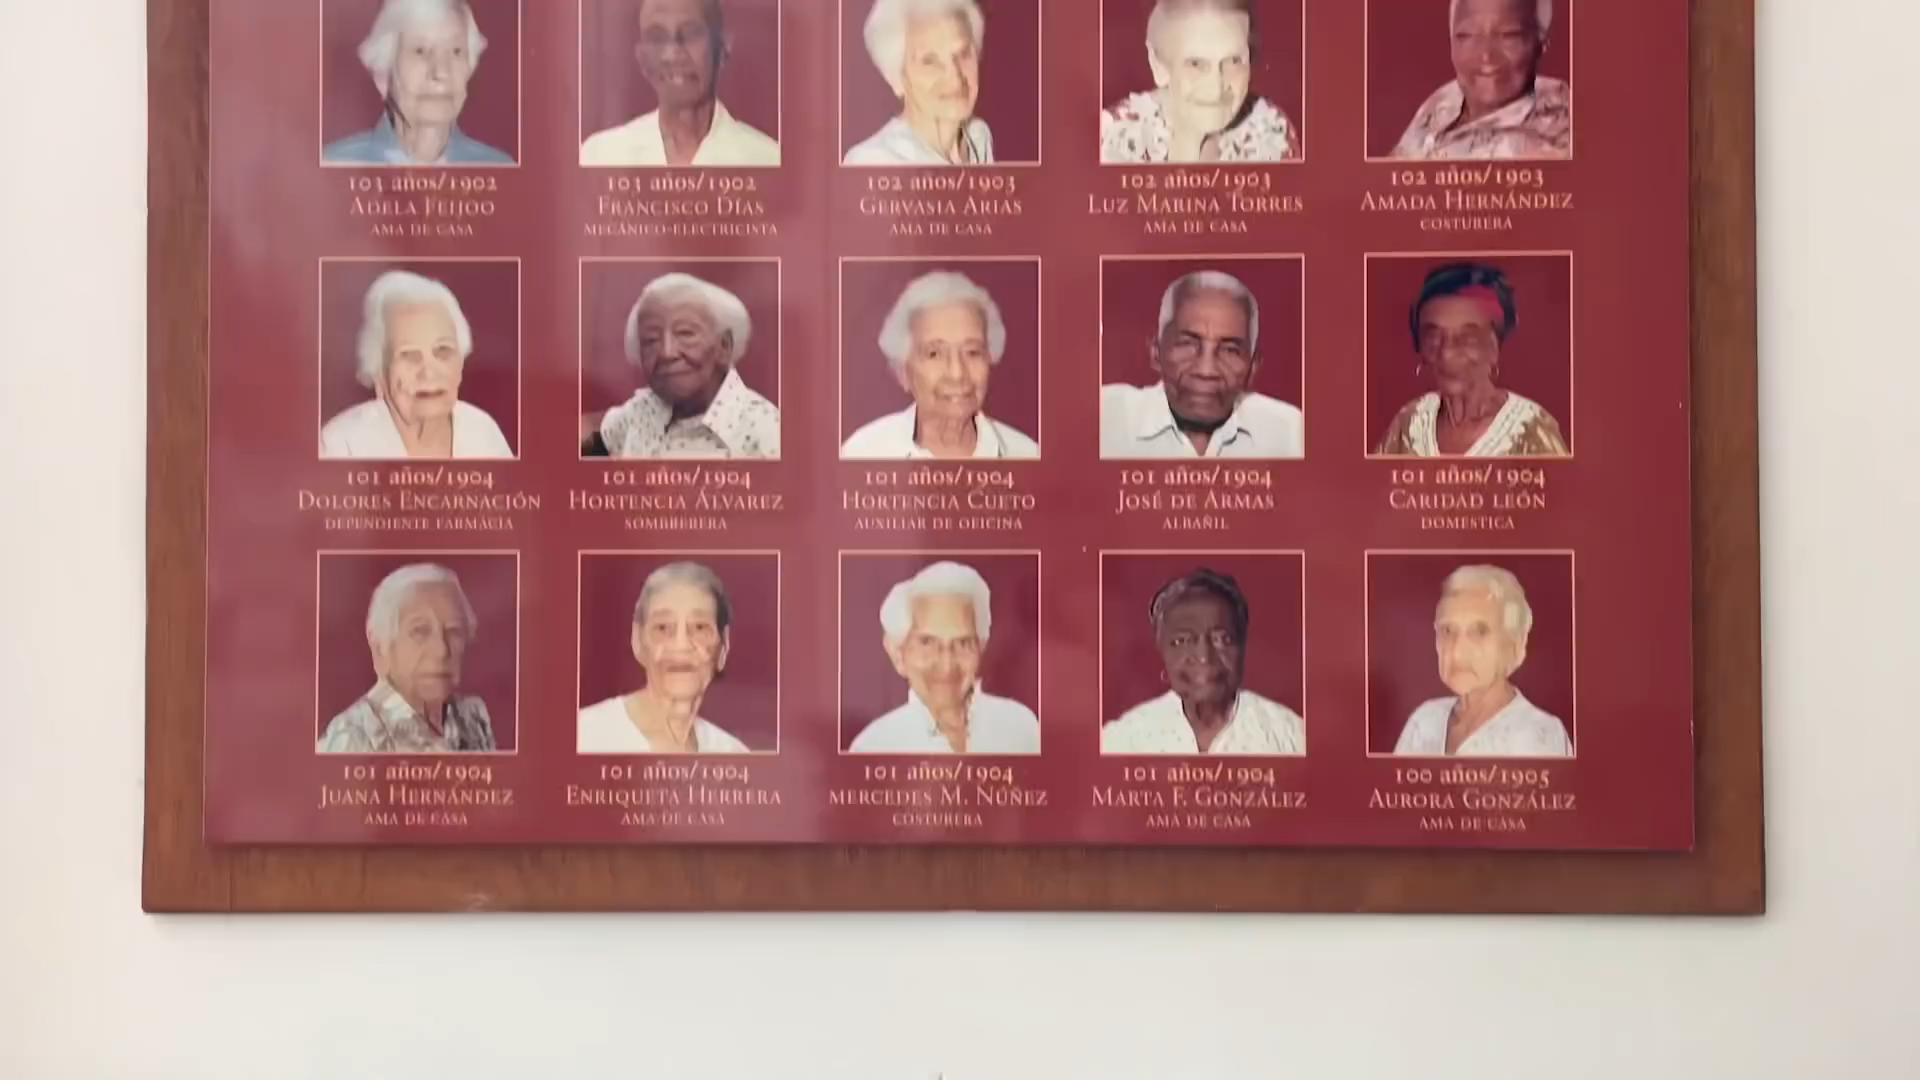 103 años/1902
Adela Feijoo
ama de casa
103 años/1902
Francisco Días
mecánico-electricista
102 años/1903
Gervasia Arias
ama de casa
102 años/1903
Luz Marina Torres
ama de casa
102 años/1903
Amada Hernández
costurera
101 años/1904
Dolores Encarnación
dependiente farmácia
101 años/1904
Hortencia Álvarez
sombrerera
101 años/1904
Hortencia Cueto
auxiliar de oficina
101 años/1904
José de Armas
albañil
101 años/1904
Caridad León
domestica
101 años/1904
Juana Hernández
ama de casa
101 años/1904
Enriqueta Herrera
ama de casa
101 años/1904
Mercedes M. Núñez
costurera
101 años/1904
Marta F. González
ama de casa
100 años/1905
Aurora González
ama de casa